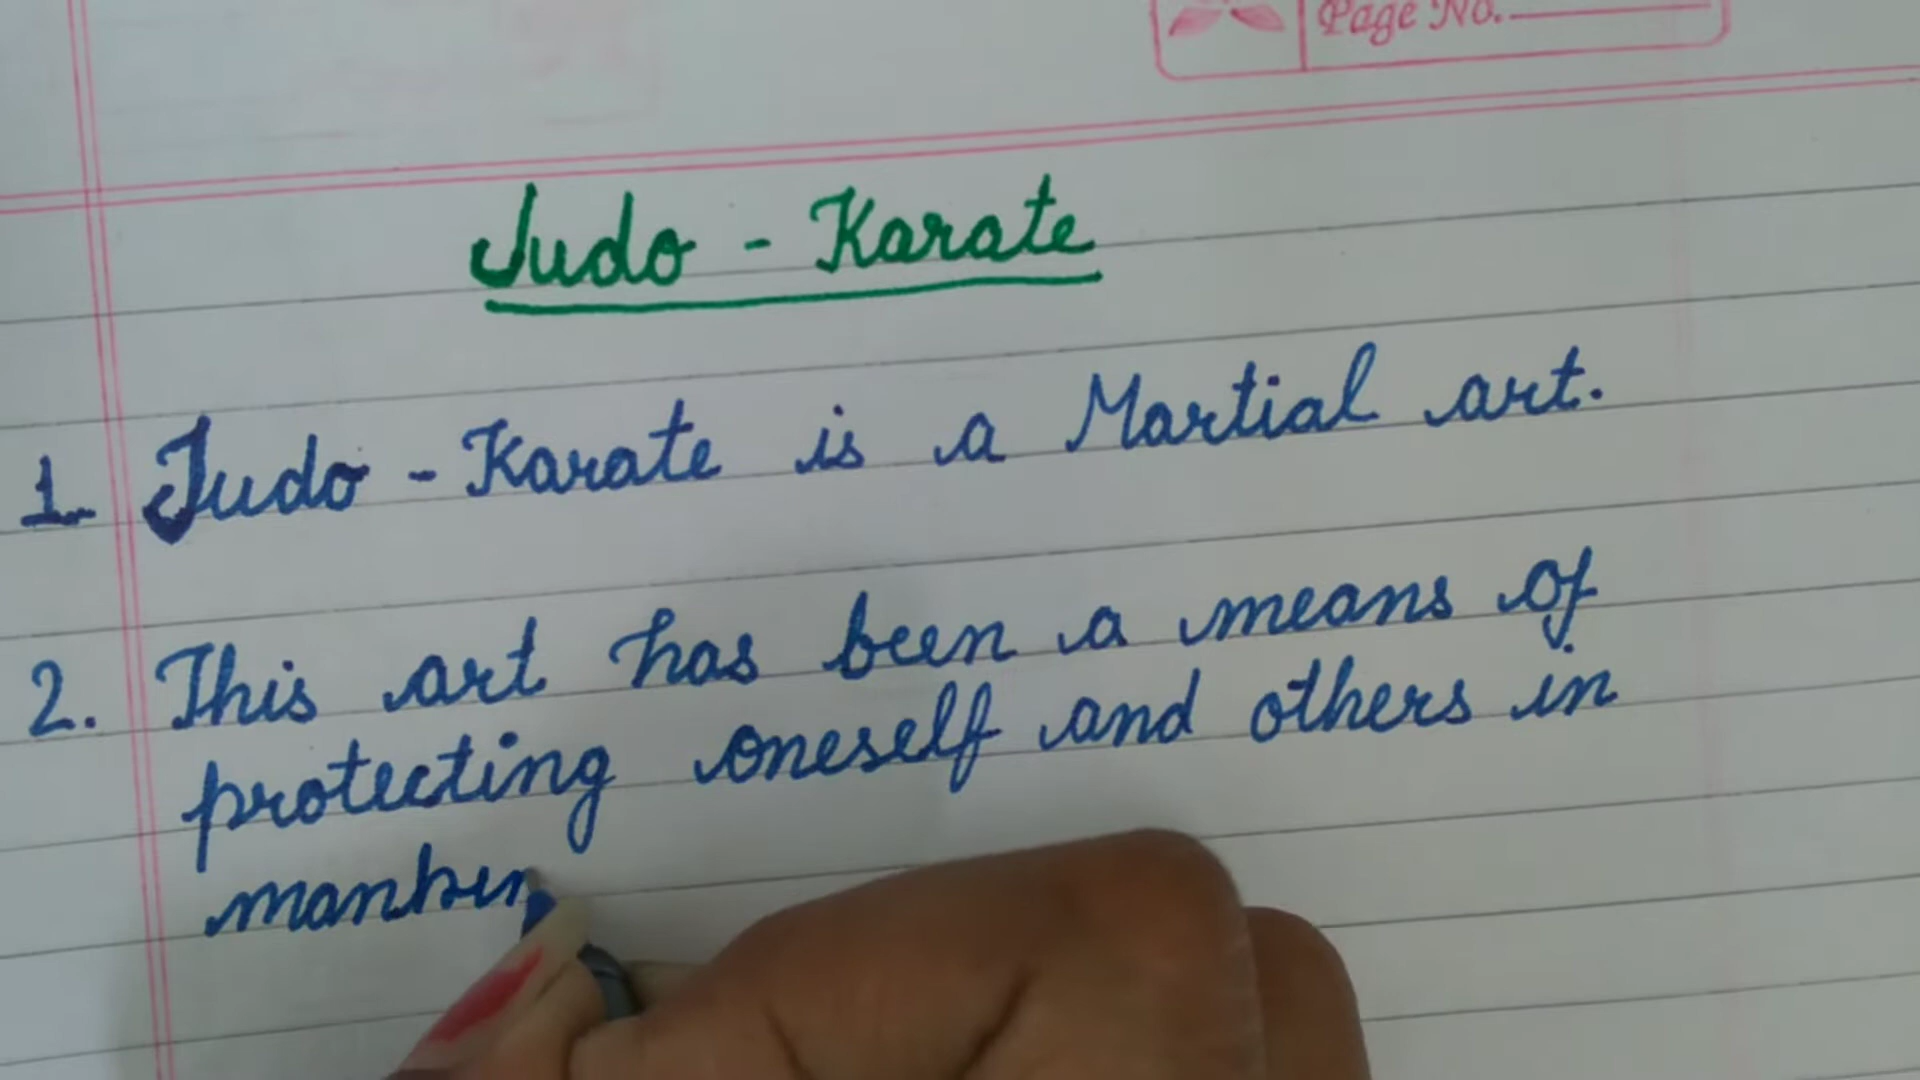 Page No.
Judo - Karate
1. Judo - Karate is a Martial art.
2. This art has been a means of
protecting oneself and others in
mankin